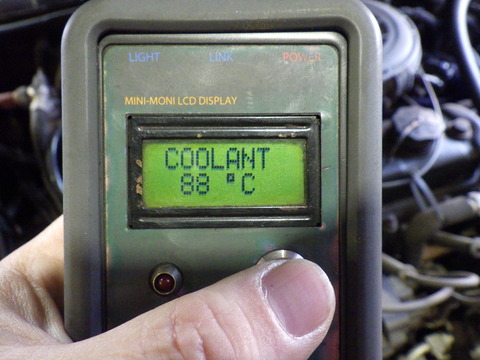 LIGHT LINK POWER
MINI-MONI LCD DISPLAY
COOLANT
88 °C